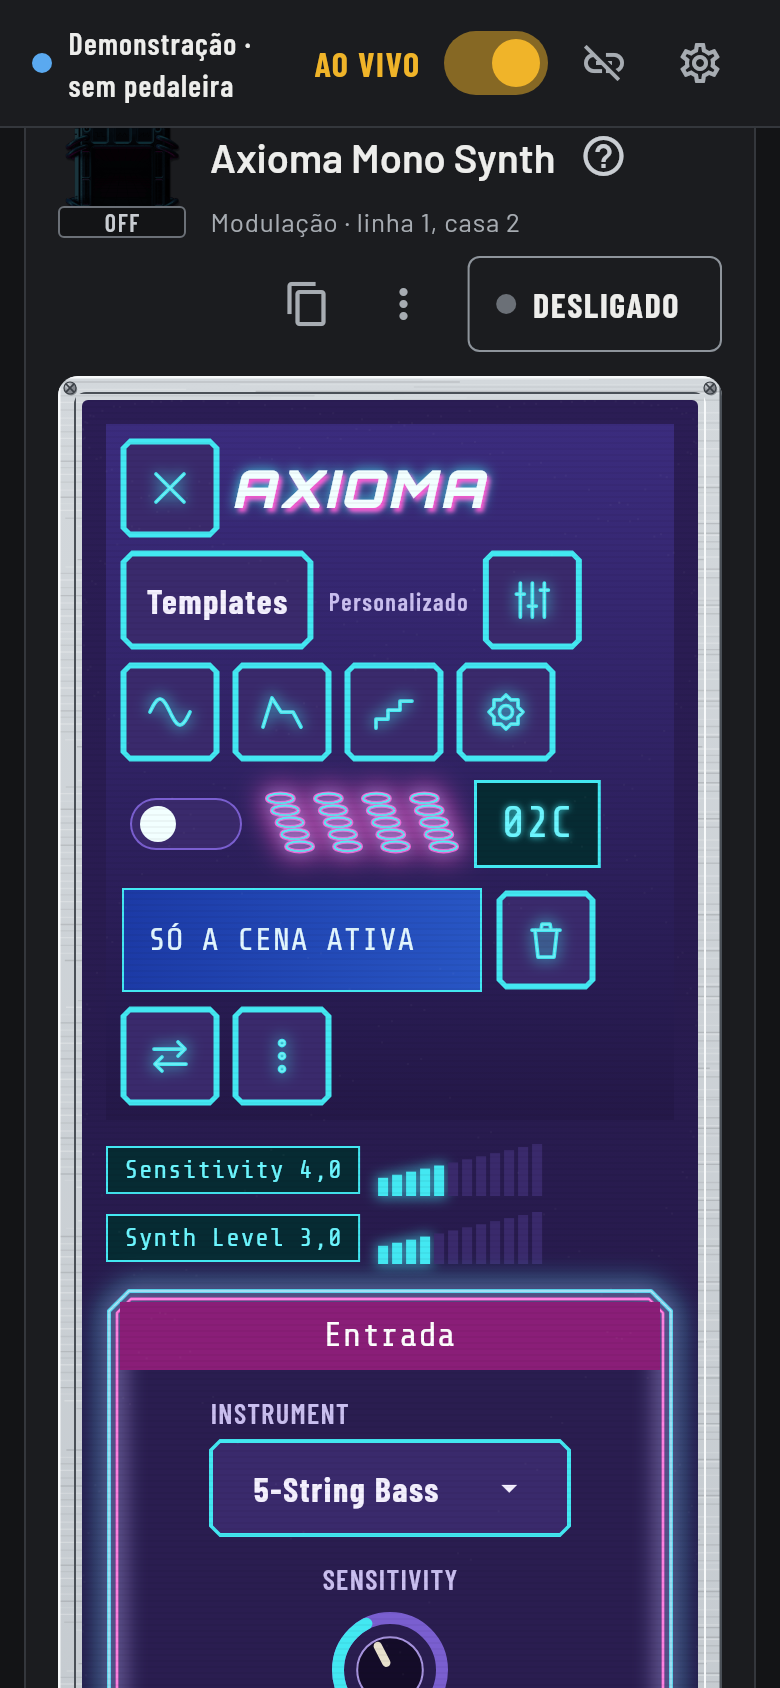 Demonstração ·
sem pedaleira
AO VIVO
Axioma Mono Synth
OFF
Modulação · linha 1, casa 2
DESLIGADO
AXIOMA
Templates
Personalizado
02C
SÓ A CENA ATIVA
Sensitivity 4,0
Synth Level 3,0
Entrada
INSTRUMENT
5-String Bass
SENSITIVITY